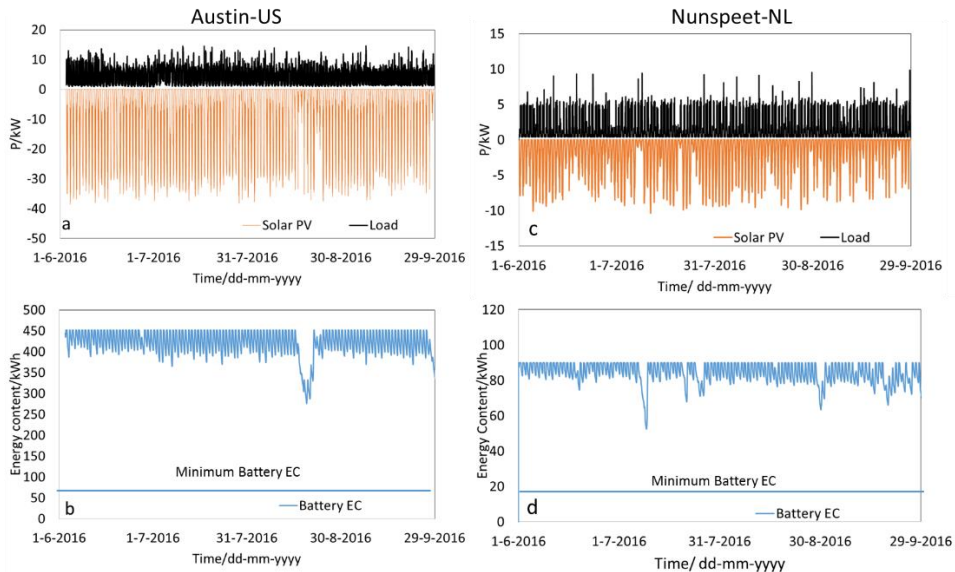 Austin-US
Nunspeet-NL
20
10
0
-10
-20
-30
-40
-50
P/kW
a
Solar PV
Load
1-6-2016
1-7-2016
31-7-2016
30-8-2016
29-9-2016
Time/dd-mm-yyyy
15
10
5
0
-5
-10
-15
P/kW
c
Solar PV
Load
1-6-2016
1-7-2016
31-7-2016
30-8-2016
29-9-2016
Time/ dd-mm-yyyy
500
450
400
350
300
250
200
150
100
50
0
Energy content/kWh
Minimum Battery EC
b
Battery EC
1-6-2016
1-7-2016
31-7-2016
30-8-2016
29-9-2016
Time/dd-mm-yyyy
120
100
80
60
40
20
0
Energy Content/kWh
Minimum Battery EC
d
Battery EC
1-6-2016
1-7-2016
31-7-2016
30-8-2016
29-9-2016
Time/ dd-mm-yyyy